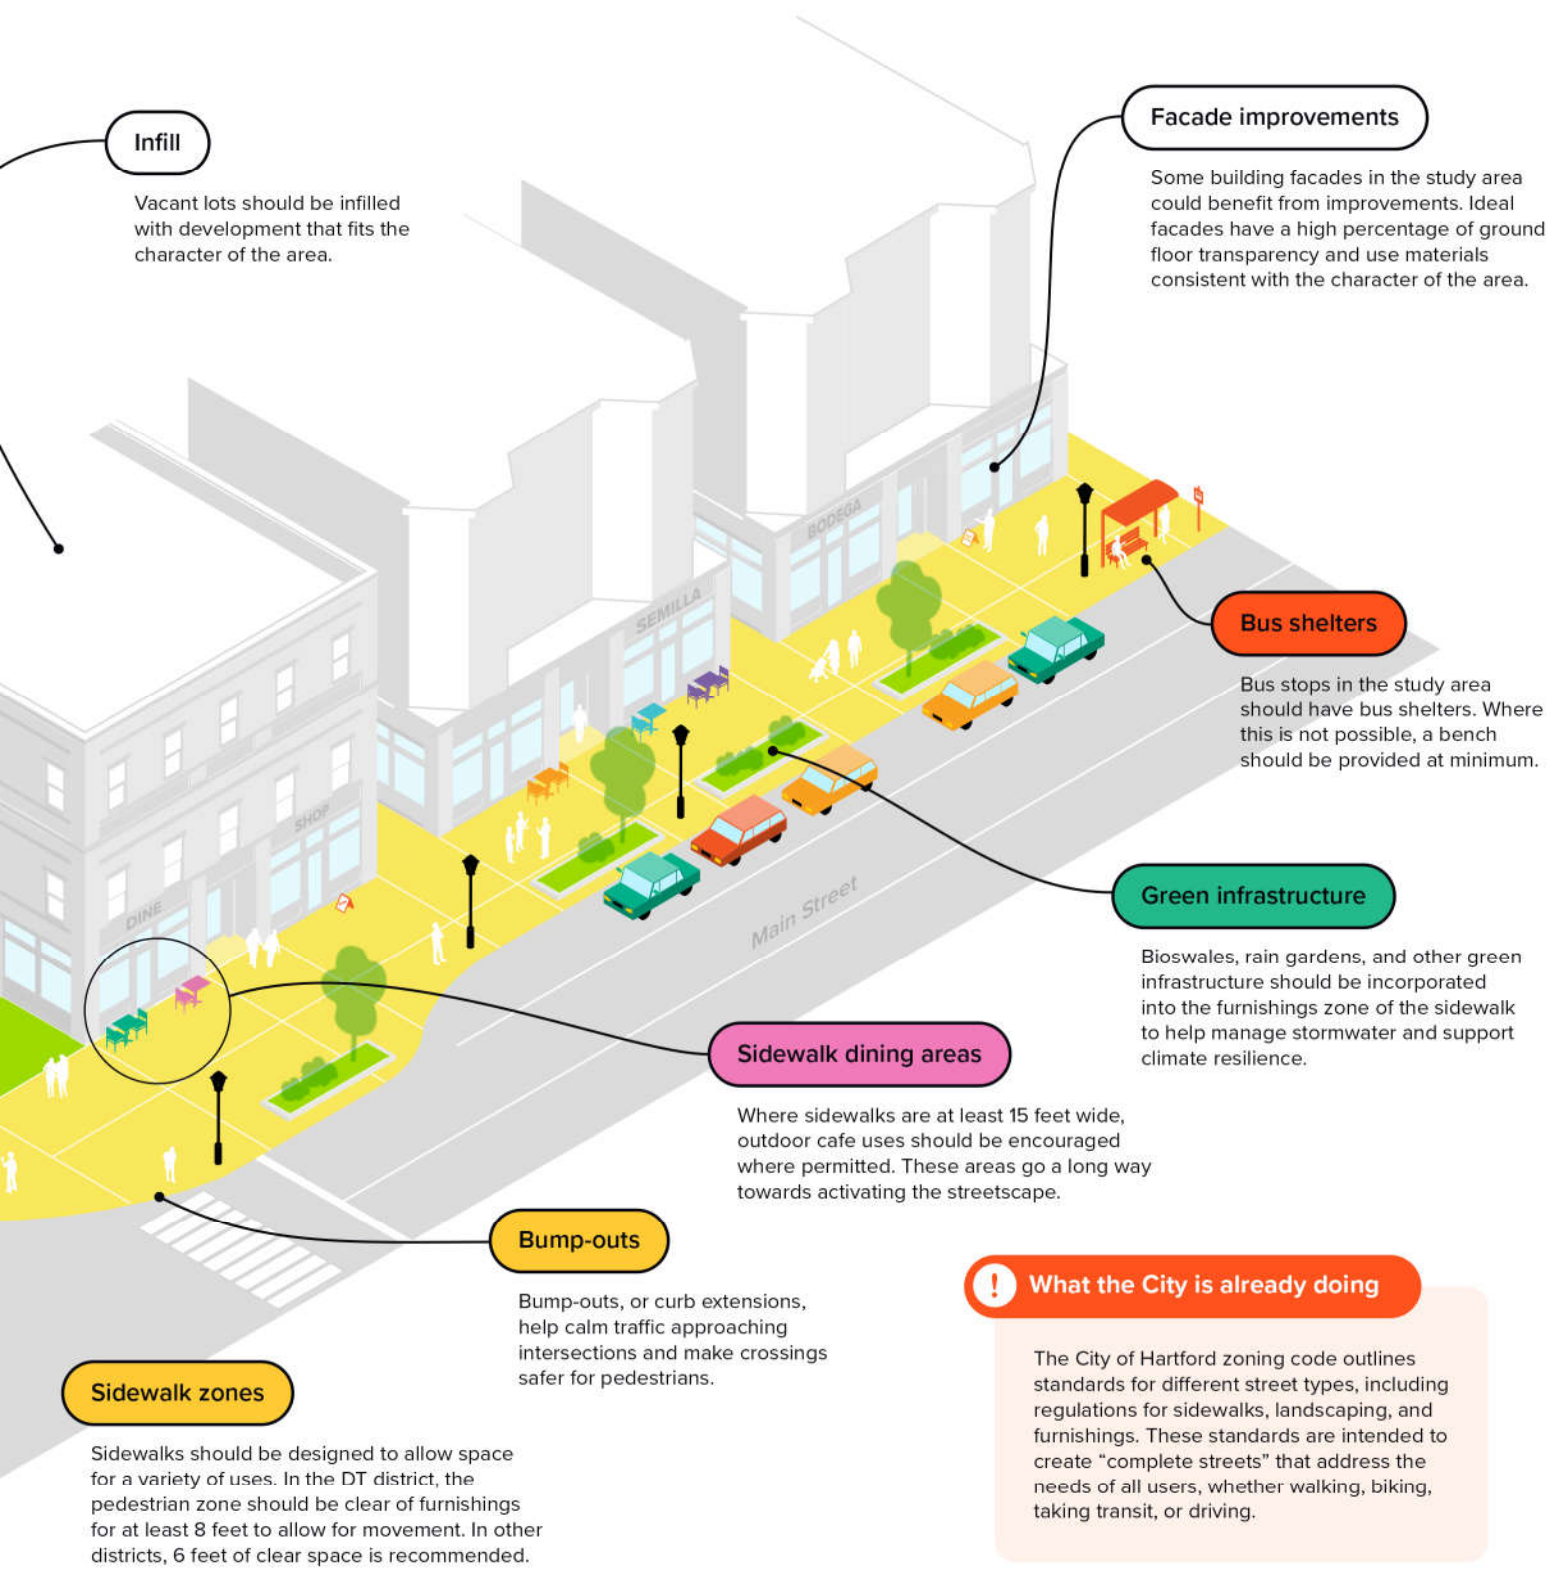 Infill
Vacant lots should be infilled
with development that fits the
character of the area.
Facade improvements
Some building facades in the study area
could benefit from improvements. Ideal
facades have a high percentage of ground
floor transparency and use materials
consistent with the character of the area.
BODEGA
SEMILLA
SHOP
DINE
Main Street
Bus shelters
Bus stops in the study area
should have bus shelters. Where
this is not possible, a bench
should be provided at minimum.
Green infrastructure
Bioswales, rain gardens, and other green
infrastructure should be incorporated
into the furnishings zone of the sidewalk
to help manage stormwater and support
climate resilience.
Sidewalk dining areas
Where sidewalks are at least 15 feet wide,
outdoor cafe uses should be encouraged
where permitted. These areas go a long way
towards activating the streetscape.
Bump-outs
Bump-outs, or curb extensions,
help calm traffic approaching
intersections and make crossings
safer for pedestrians.
Sidewalk zones
Sidewalks should be designed to allow space
for a variety of uses. In the DT district, the
pedestrian zone should be clear of furnishings
for at least 8 feet to allow for movement. In other
districts, 6 feet of clear space is recommended.
! What the City is already doing
The City of Hartford zoning code outlines
standards for different street types, including
regulations for sidewalks, landscaping, and
furnishings. These standards are intended to
create “complete streets” that address the
needs of all users, whether walking, biking,
taking transit, or driving.